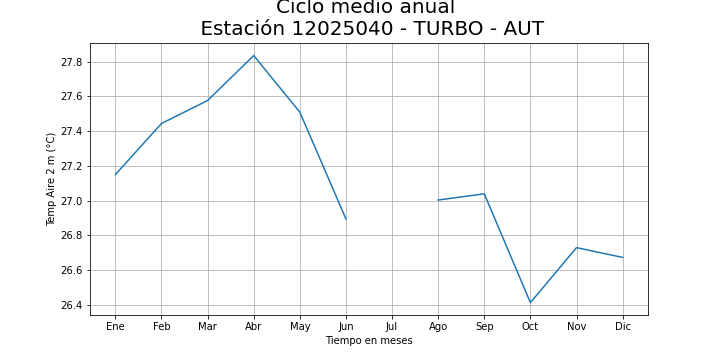 Ciclo medio anual
Estación 12025040 - TURBO - AUT
Temp Aire 2 m (°C)
27.8
27.6
27.4
27.2
27.0
26.8
26.6
26.4
Ene Feb Mar Abr May Jun Jul Ago Sep Oct Nov Dic
Tiempo en meses